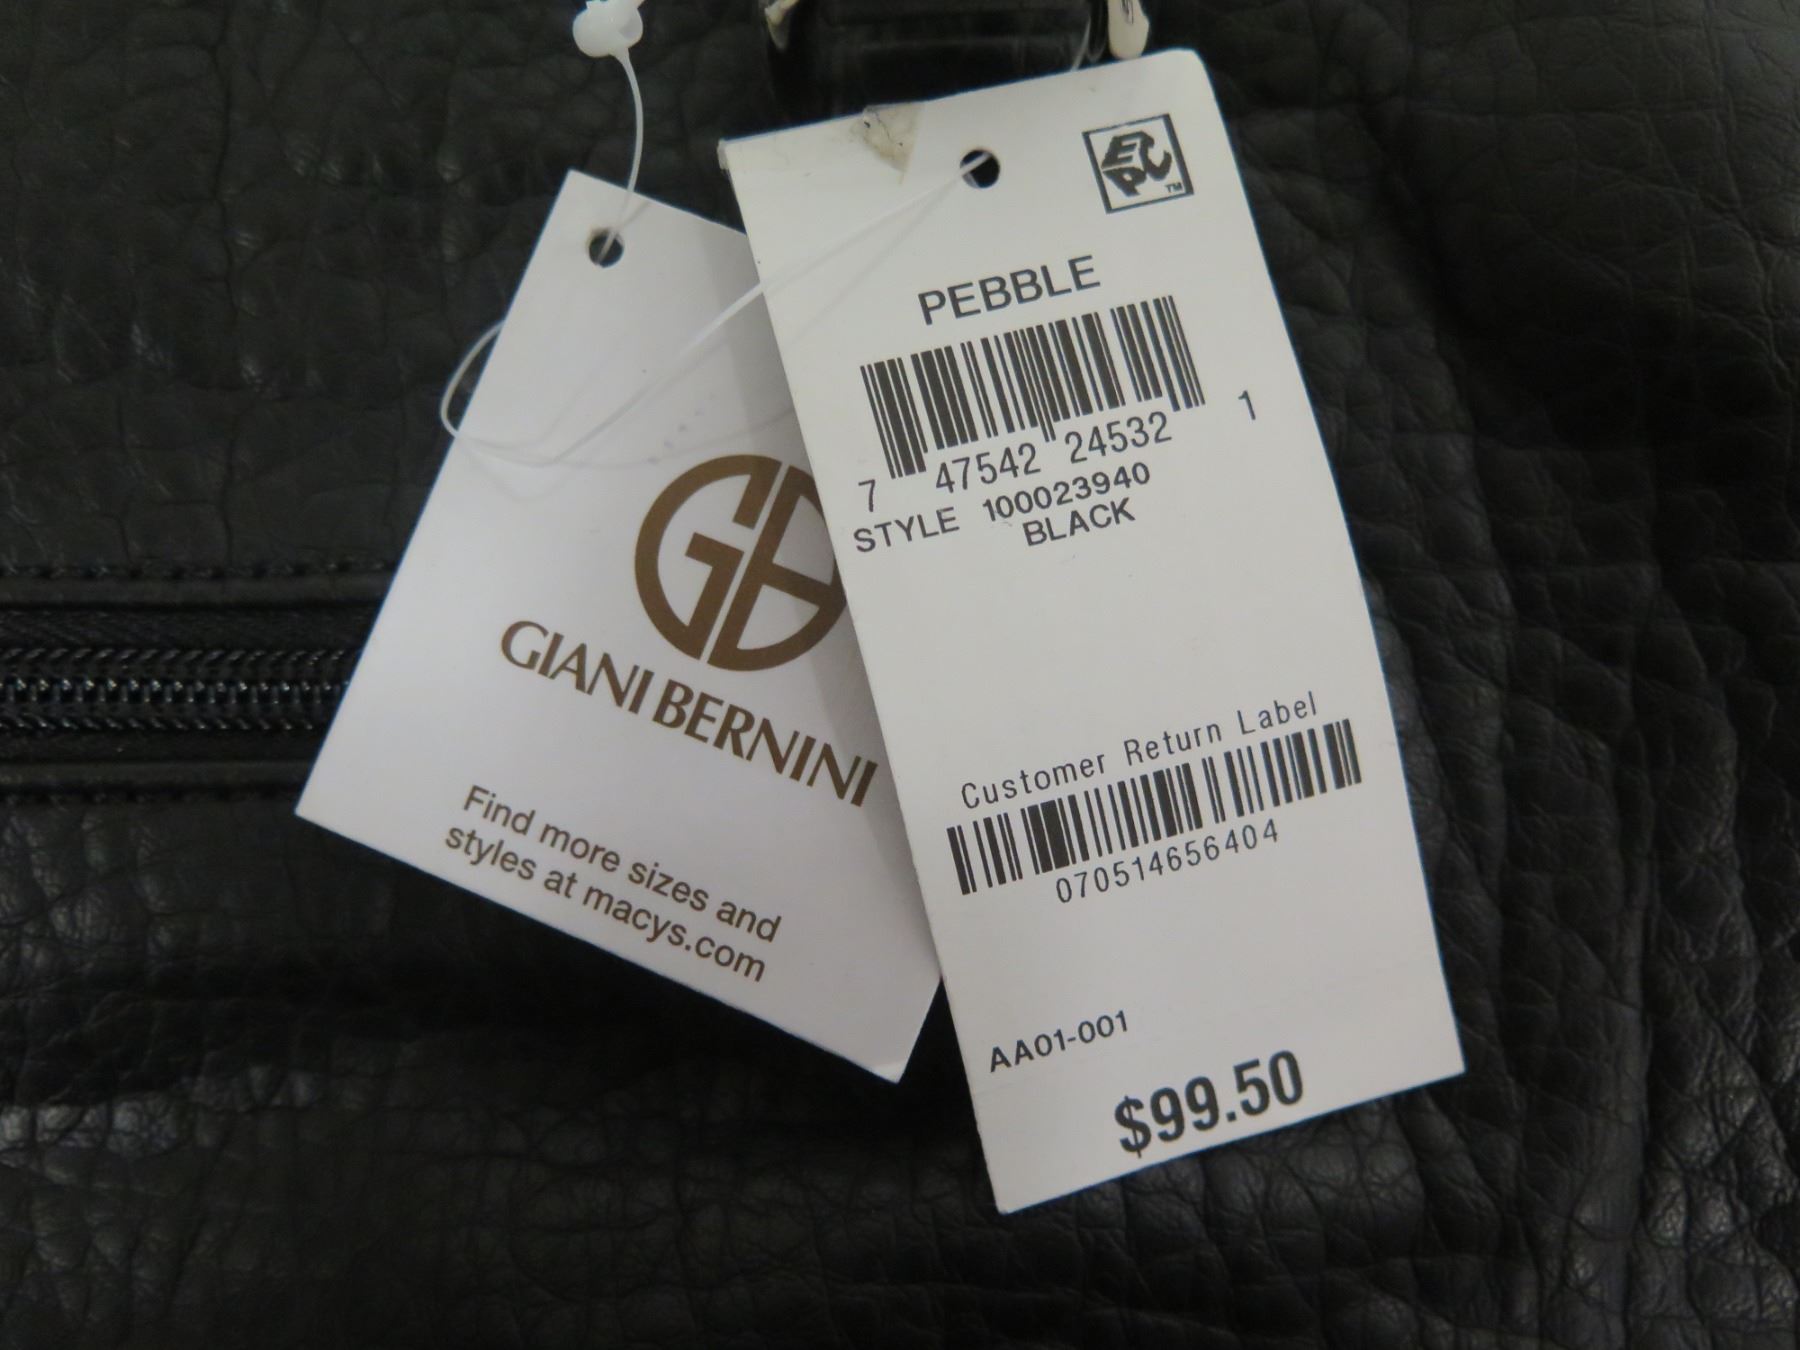 GB
GIANI BERNINI
Find more sizes and
styles at macys.com
EPC™
PEBBLE
7 47542 24532 1
STYLE 100023940
BLACK
Customer Return Label
070514656404
AA01-001
$99.50